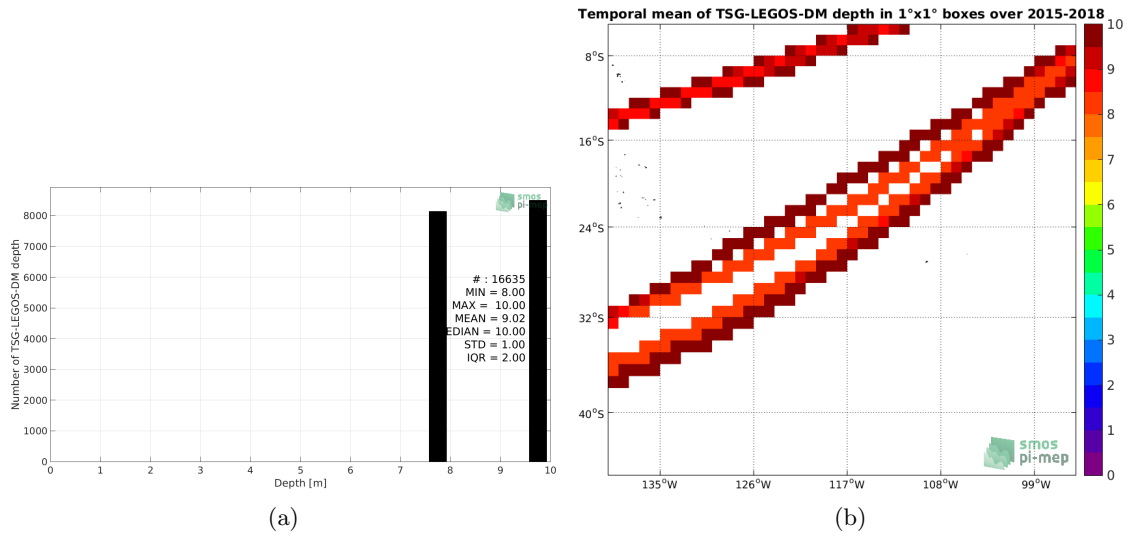 Temporal mean of TSG-LEGOS-DM depth in 1°x1° boxes over 2015-2018
Number of TSG-LEGOS-DM depth
8000
7000
6000
5000
4000
3000
2000
1000
0
smos
pi-mep
# : 16635
MIN = 8.00
MAX = 10.00
MEAN = 9.02
EDIAN = 10.00
STD = 1.00
IQR = 2.00
0 1 2 3 4 5 6 7 8 9 10
Depth [m]
(a)
8°S
16°S
24°S
32°S
40°S
135°W 126°W 117°W 108°W 99°W
smos
pi-mep
10
9
8
7
6
5
4
3
2
1
0
(b)